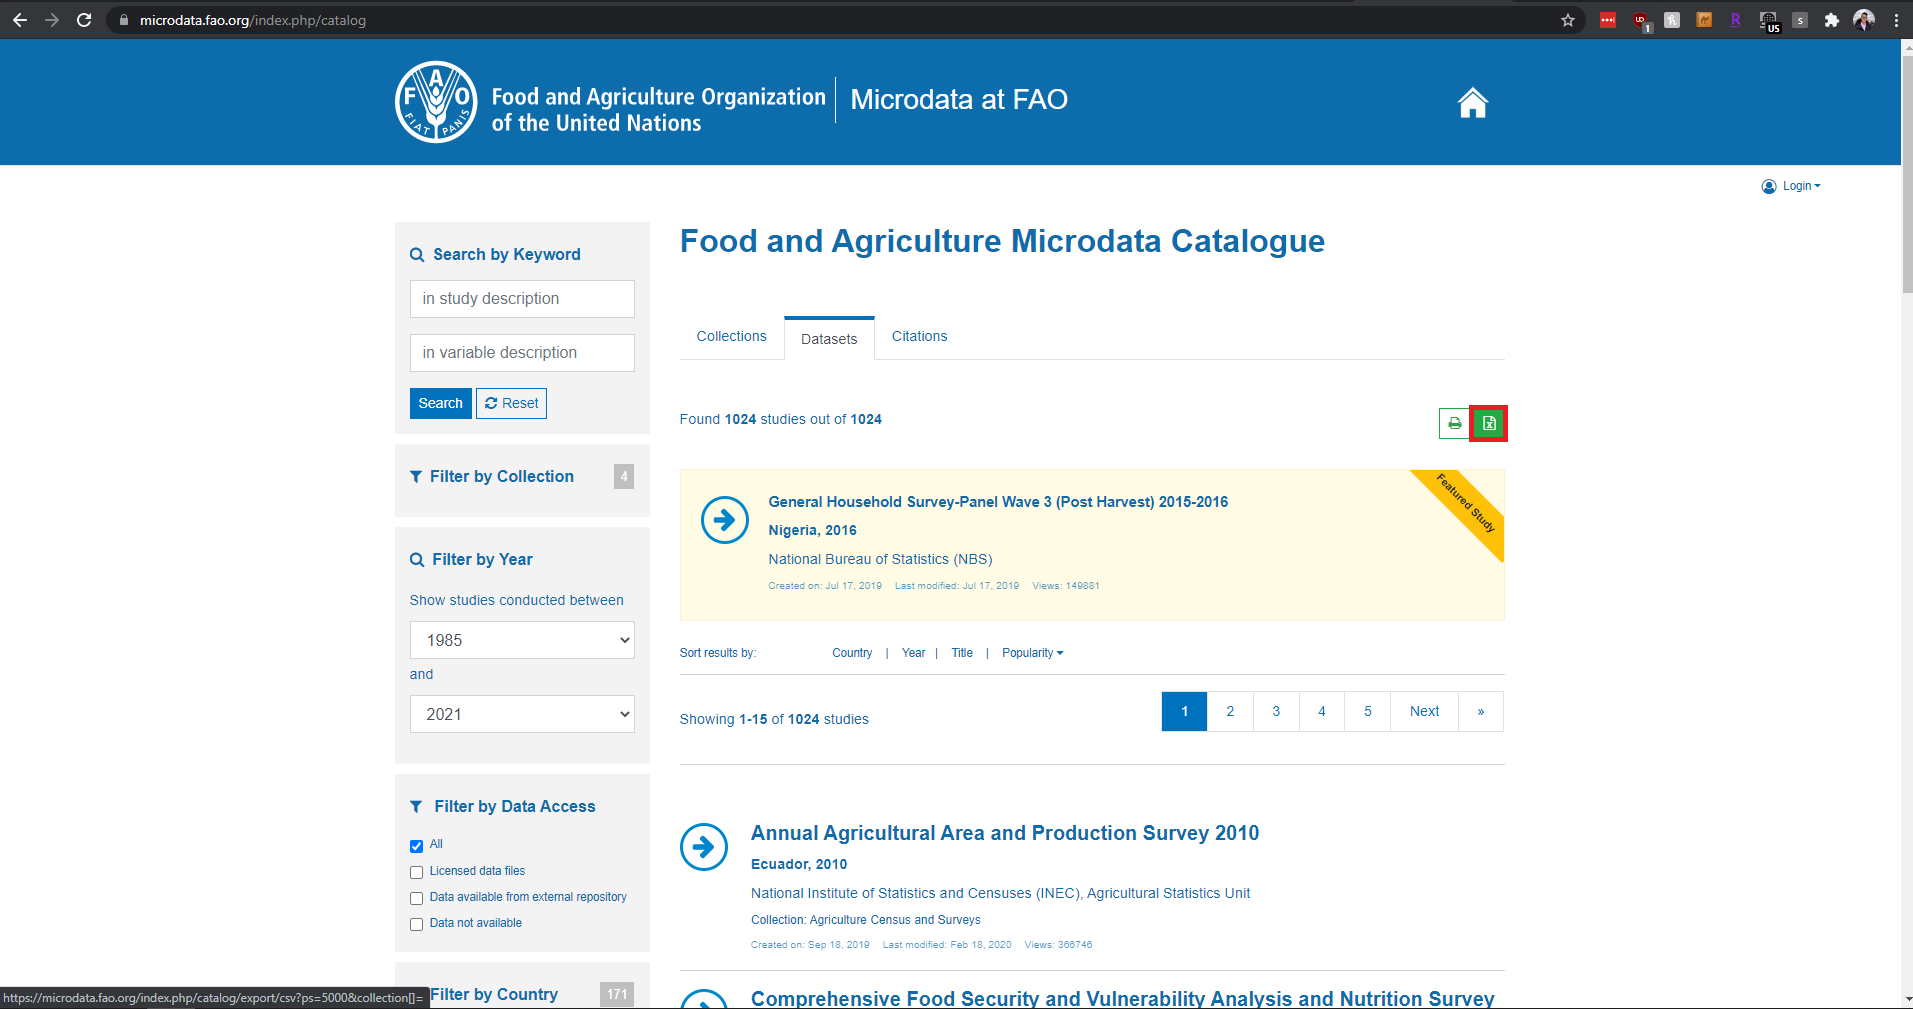 microdata.fao.org/index.php/catalog
UD
1
R
US
s
F A O
FIAT PANIS
Food and Agriculture Organization
of the United Nations
Microdata at FAO
Login
Search by Keyword
in study description
in variable description
Search
Reset
Filter by Collection
4
Filter by Year
Show studies conducted between
1985
and
2021
Filter by Data Access
All
Licensed data files
Data available from external repository
Data not available
Filter by Country
171
Food and Agriculture Microdata Catalogue
Collections
Datasets
Citations
Found 1024 studies out of 1024
General Household Survey-Panel Wave 3 (Post Harvest) 2015-2016
Nigeria, 2016
National Bureau of Statistics (NBS)
Created on: Jul 17, 2019 Last modified: Jul 17, 2019 Views: 149881
Featured Study
Sort results by: Country | Year | Title | Popularity
Showing 1-15 of 1024 studies
1 2 3 4 5 Next »
Annual Agricultural Area and Production Survey 2010
Ecuador, 2010
National Institute of Statistics and Censuses (INEC), Agricultural Statistics Unit
Collection: Agriculture Census and Surveys
Created on: Sep 18, 2019 Last modified: Feb 18, 2020 Views: 366746
Comprehensive Food Security and Vulnerability Analysis and Nutrition Survey
https://microdata.fao.org/index.php/catalog/export/csv?ps=5000&collection[]=